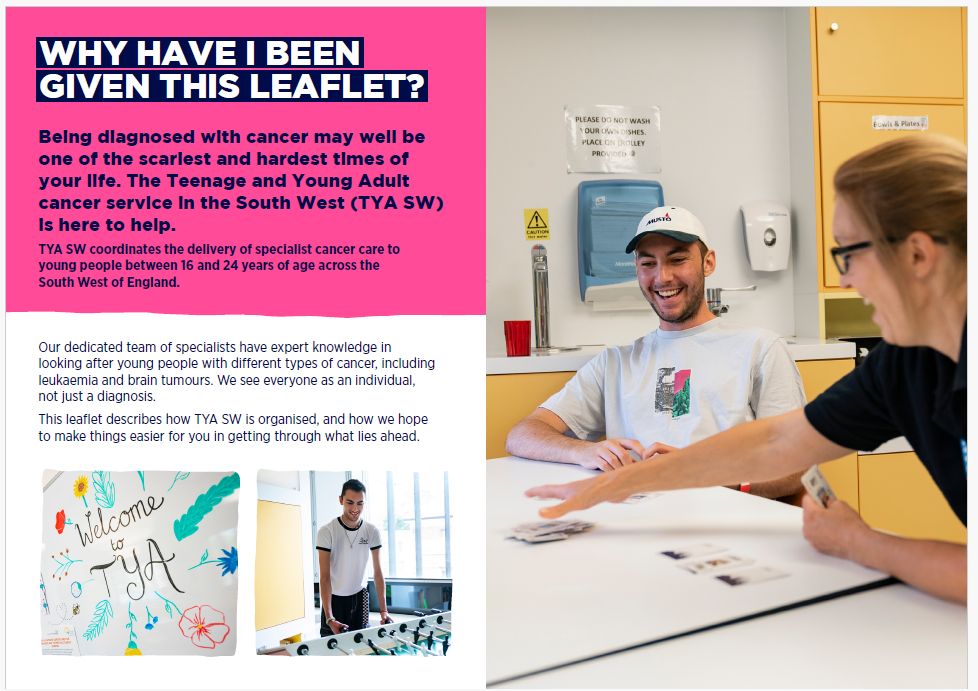 WHY HAVE I BEEN
GIVEN THIS LEAFLET?
Being diagnosed with cancer may well be
one of the scariest and hardest times of
your life. The Teenage and Young Adult
cancer service in the South West (TYA SW)
is here to help.
TYA SW coordinates the delivery of specialist cancer care to
young people between 16 and 24 years of age across the
South West of England.
Our dedicated team of specialists have expert knowledge in
looking after young people with different types of cancer, including
leukaemia and brain tumours. We see everyone as an individual,
not just a diagnosis.
This leaflet describes how TYA SW is organised, and how we hope
to make things easier for you in getting through what lies ahead.
Welcome
to
TYA
PLEASE DO NOT WASH
YOUR OWN DISHES.
PLACE ON TROLLEY
PROVIDED
Bowls & Plates
CAUTION
MUSTO